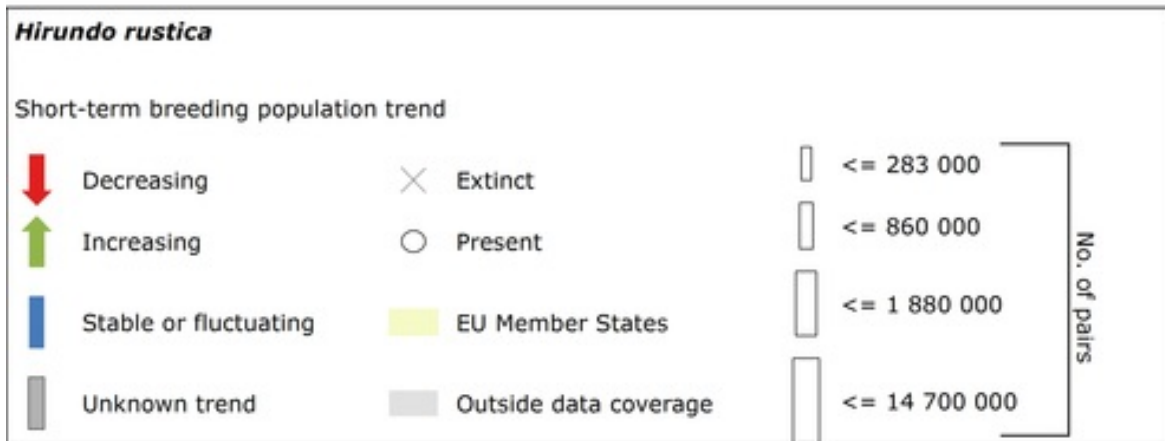 Hirundo rustica
Short-term breeding population trend
Decreasing
Extinct
<= 283 000
Increasing
Present
<= 860 000
Stable or fluctuating
EU Member States
<= 1 880 000
Unknown trend
Outside data coverage
<= 14 700 000
No. of pairs